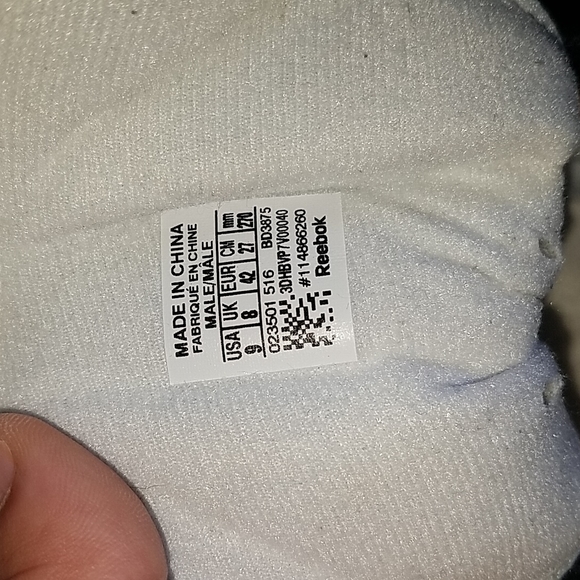 MADE IN CHINA
FABRIQUÉ EN CHINE
MALE/MÂLE
USA UK EUR CM mm
9 8 42 27 270
023501 516 BD3875
3DHBVP7V00040
#114866260
Reebok